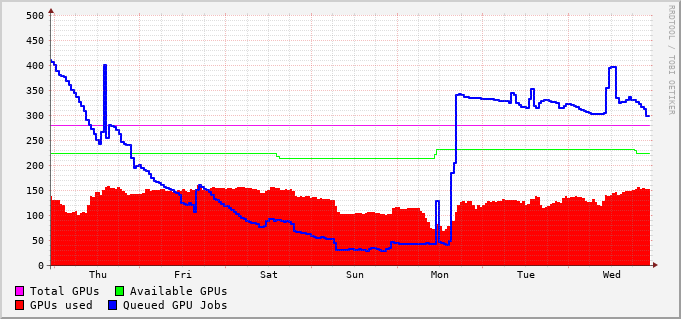 500
450
400
350
300
250
200
150
100
50
0
Thu Fri Sat Sun Mon Tue Wed
Total GPUs Available GPUs
GPUs used Queued GPU Jobs
RRDTOOL / TOBI OETIKER